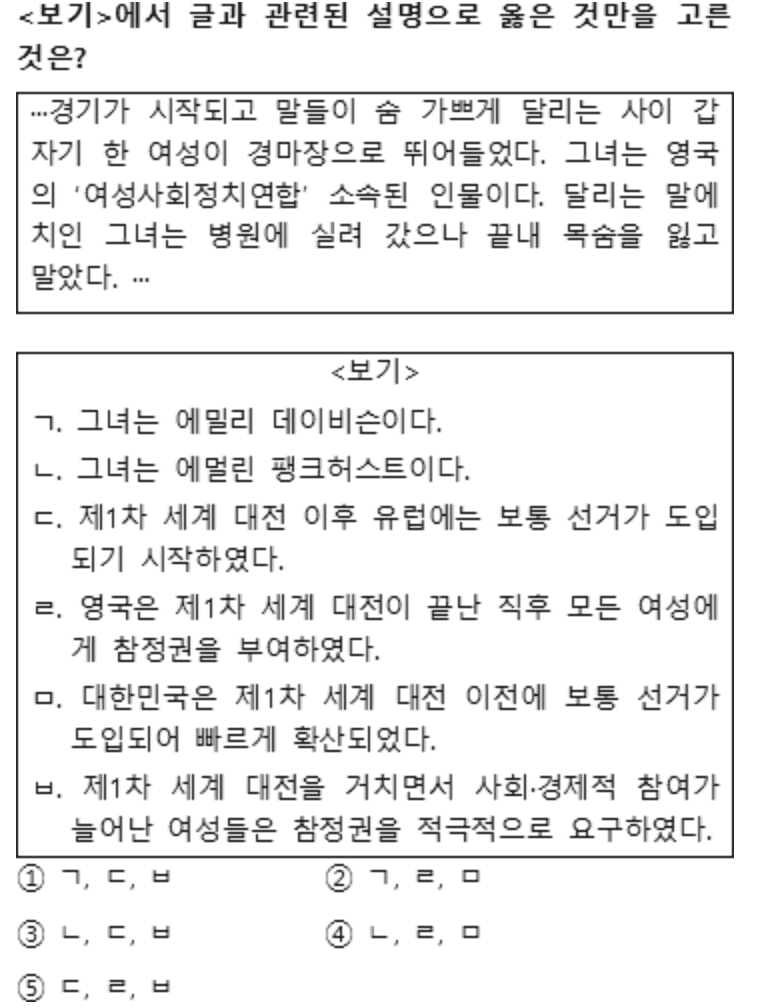 <보기>에서 글과 관련된 설명으로 옳은 것만을 고른
것은?
…경기가 시작되고 말들이 숨 가쁘게 달리는 사이 갑
자기 한 여성이 경마장으로 뛰어들었다. 그녀는 영국
의 '여성사회정치연합' 소속된 인물이다. 달리는 말에
치인 그녀는 병원에 실려 갔으나 끝내 목숨을 잃고
말았다. …
<보기>
ㄱ. 그녀는 에밀리 데이비슨이다.
ㄴ. 그녀는 에멀린 팽크허스트이다.
ㄷ. 제1차 세계 대전 이후 유럽에는 보통 선거가 도입
되기 시작하였다.
ㄹ. 영국은 제1차 세계 대전이 끝난 직후 모든 여성에
게 참정권을 부여하였다.
ㅁ. 대한민국은 제1차 세계 대전 이전에 보통 선거가
도입되어 빠르게 확산되었다.
ㅂ. 제1차 세계 대전을 거치면서 사회·경제적 참여가
늘어난 여성들은 참정권을 적극적으로 요구하였다.
① ㄱ, ㄷ, ㅂ ② ㄱ, ㄹ, ㅁ
③ ㄴ, ㄷ, ㅂ ④ ㄴ, ㄹ, ㅁ
⑤ ㄷ, ㄹ, ㅂ